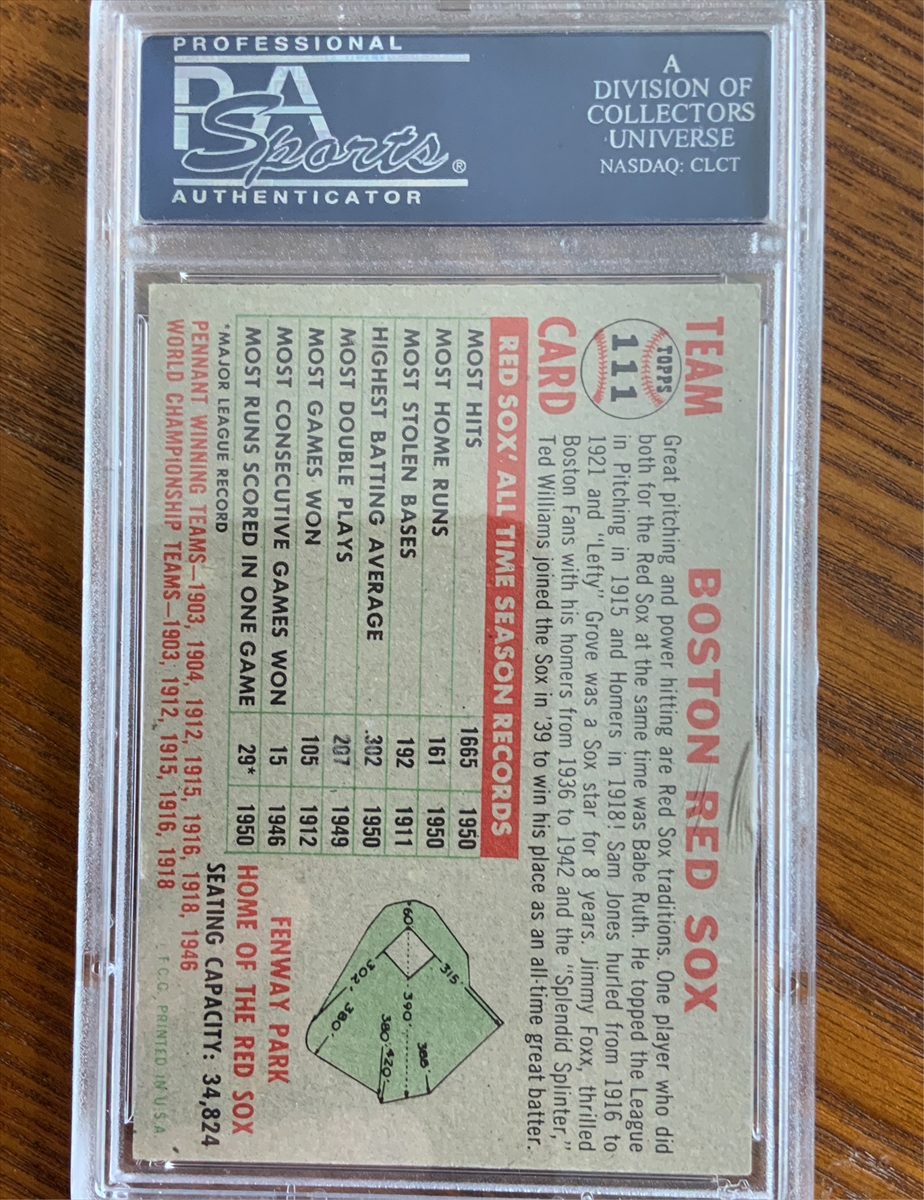 PROFESSIONAL
PSA
Sports®
AUTHENTICATOR
A
DIVISION OF
COLLECTORS
UNIVERSE
NASDAQ: CLCT
TEAM
TOPPS
111
CARD
BOSTON RED SOX
Great pitching and power hitting are Red Sox traditions. One player who did
both for the Red Sox at the same time was Babe Ruth. He topped the League
in Pitching in 1915 and Homers in 1918! Sam Jones hurled from 1916 to
1921 and "Lefty" Grove was a Sox star for 8 years. Jimmy Foxx, thrilled
Boston Fans with his homers from 1936 to 1942 and the "Splendid Splinter,"
Ted Williams joined the Sox in '39 to win his place as an all-time great batter.
RED SOX' ALL TIME SEASON RECORDS
MOST HITS 1665 1950
MOST HOME RUNS 161 1950
MOST STOLEN BASES 192 1911
HIGHEST BATTING AVERAGE .302 1950
MOST DOUBLE PLAYS 207 1949
MOST GAMES WON 105 1912
MOST CONSECUTIVE GAMES WON 15 1946
MOST RUNS SCORED IN ONE GAME 29* 1950
*MAJOR LEAGUE RECORD
PENNANT WINNING TEAMS—1903, 1904, 1912, 1915, 1916, 1918, 1946
WORLD CHAMPIONSHIP TEAMS—1903, 1912, 1915, 1916, 1918
315'
60'
302'
390'
388'
380'
420'
380'
FENWAY PARK
HOME OF THE RED SOX
SEATING CAPACITY: 34,824
T.C.G. PRINTED IN U.S.A.